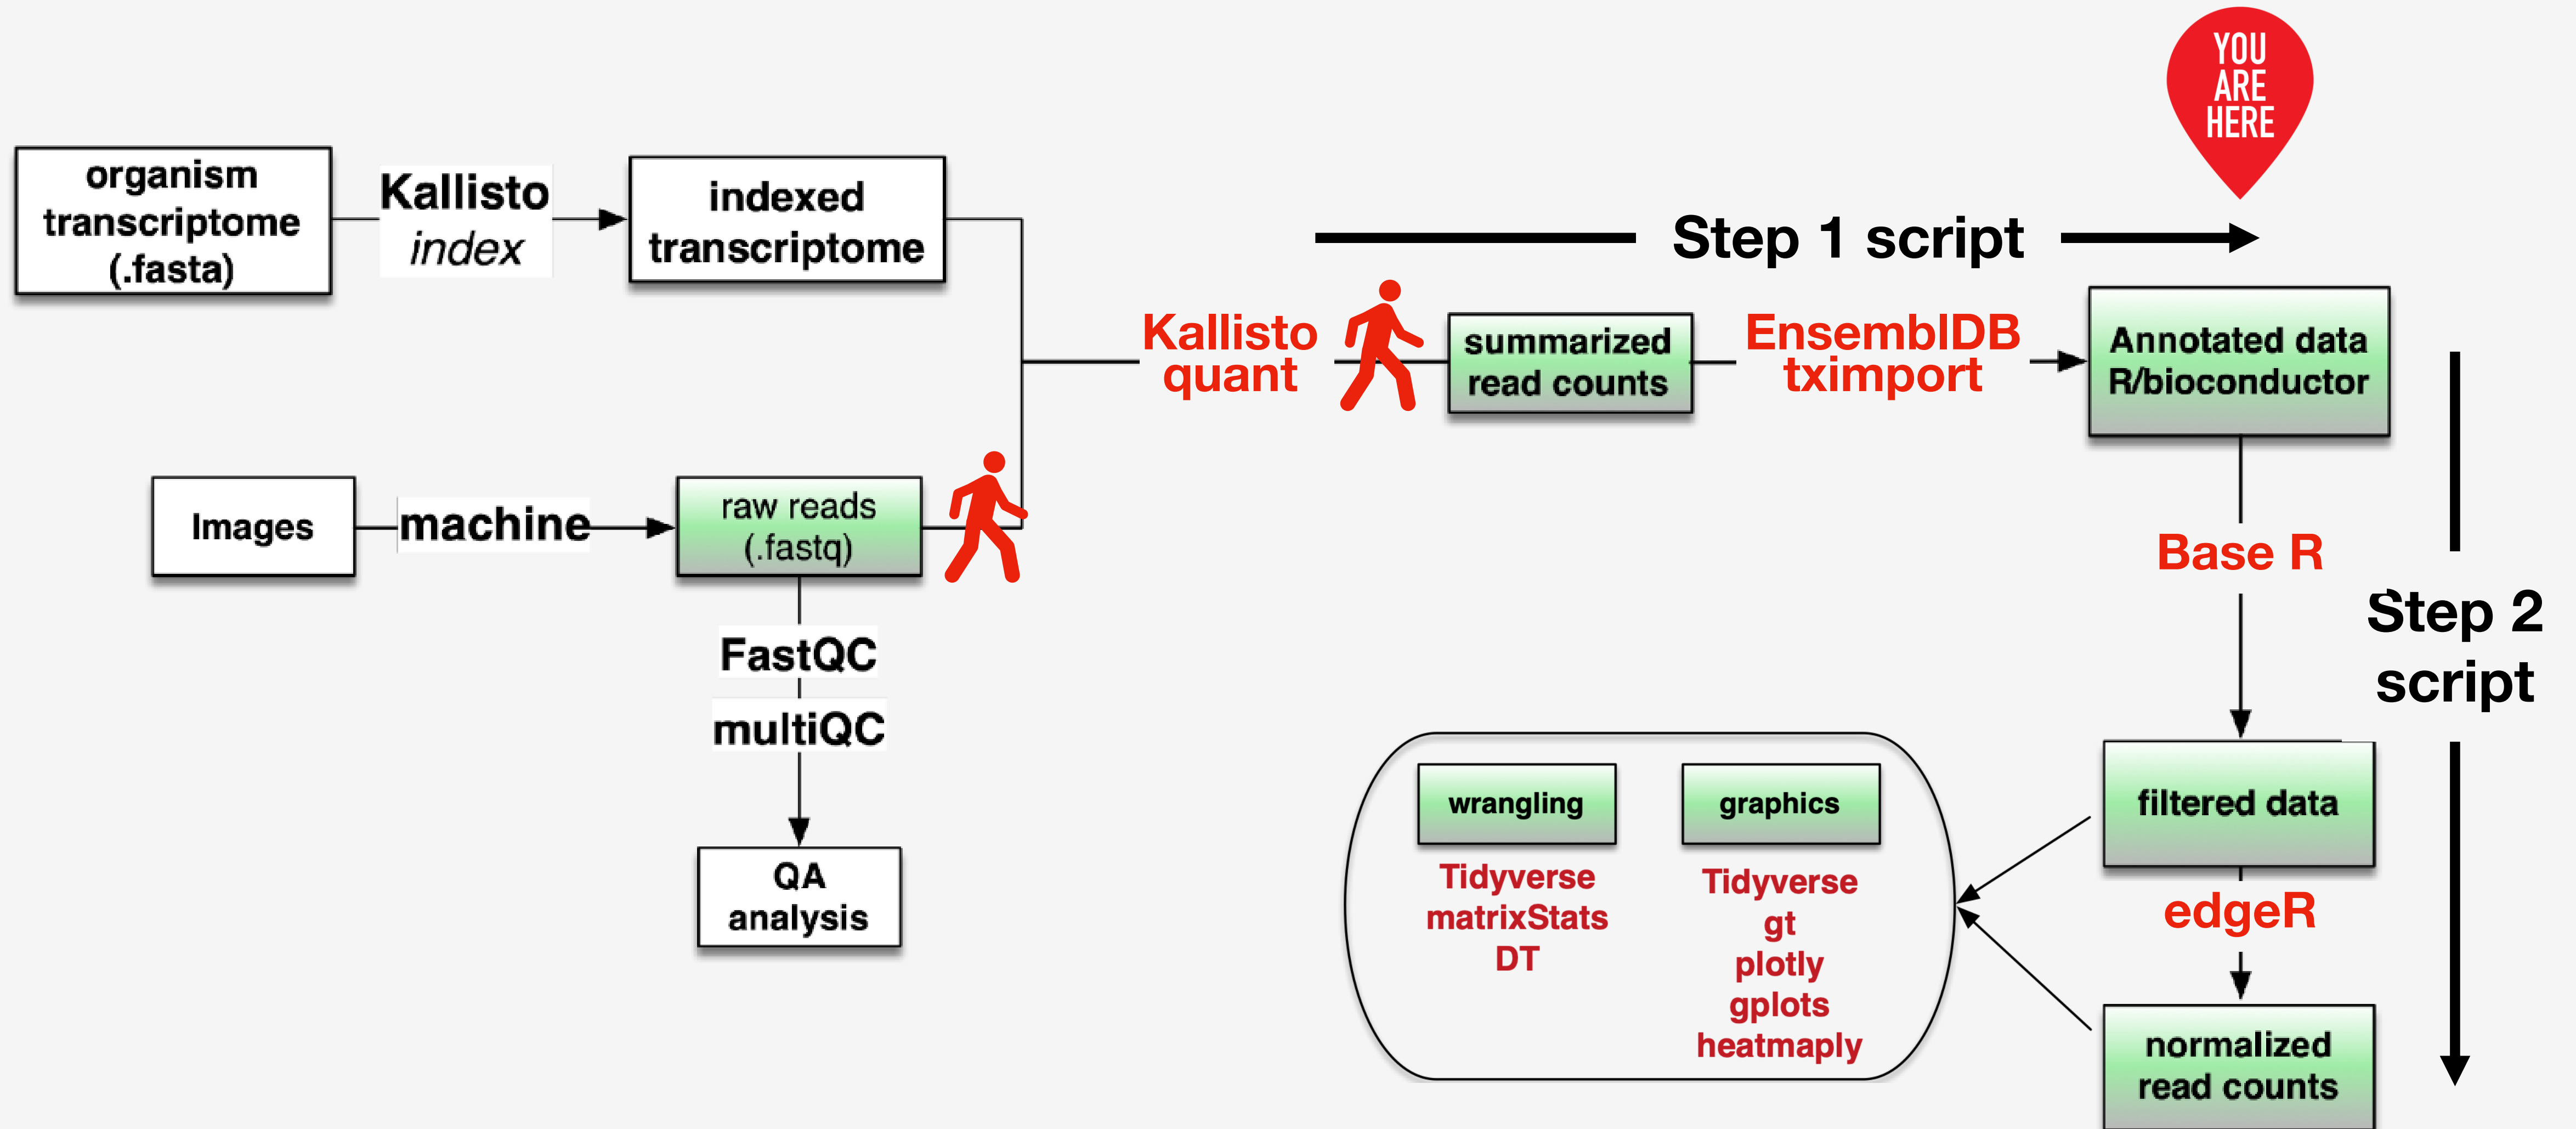 YOU
ARE
HERE
organism
transcriptome
(.fasta)
Kallisto
index
indexed
transcriptome
Step 1 script
Kallisto
quant
summarized
read counts
EnsemblDB
tximport
Annotated data
R/bioconductor
Images
machine
raw reads
(.fastq)
Base R
Step 2
script
FastQC
multiQC
QA
analysis
wrangling
Tidyverse
matrixStats
DT
graphics
Tidyverse
gt
plotly
gplots
heatmaply
filtered data
edgeR
normalized
read counts